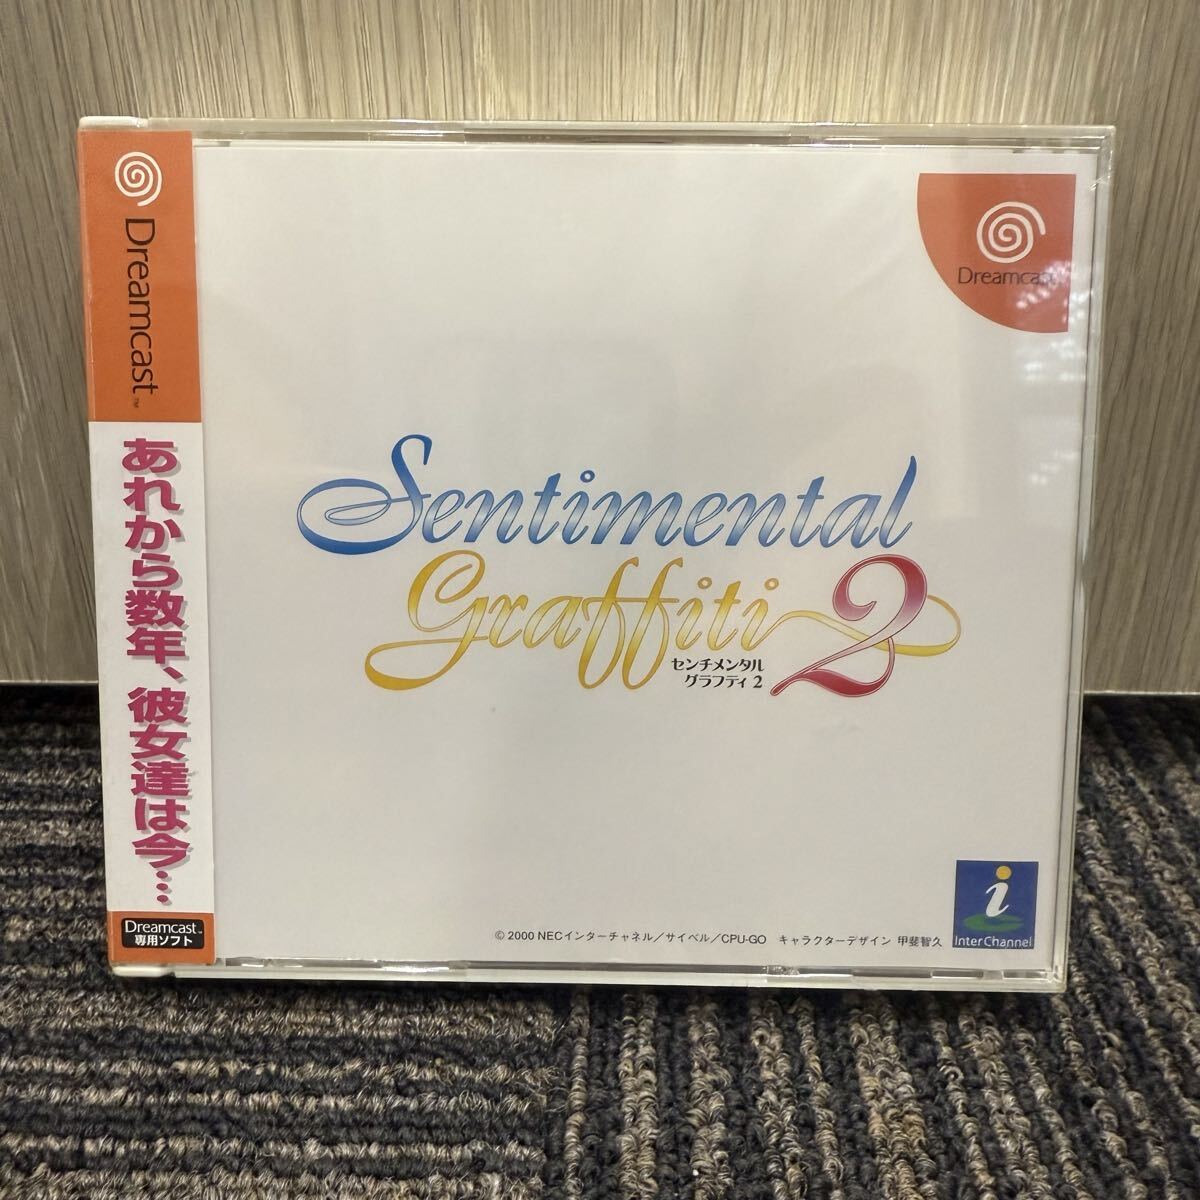 Dreamcast™
あれから数年、彼女達は今…
Dreamcast™
専用ソフト
Dreamcast
Sentimental
Graffiti 2
センチメンタル
グラフティ 2
© 2000 NECインターチャネル／サイベル／CPU-GO キャラクターデザイン 甲斐智久
i
InterChannel